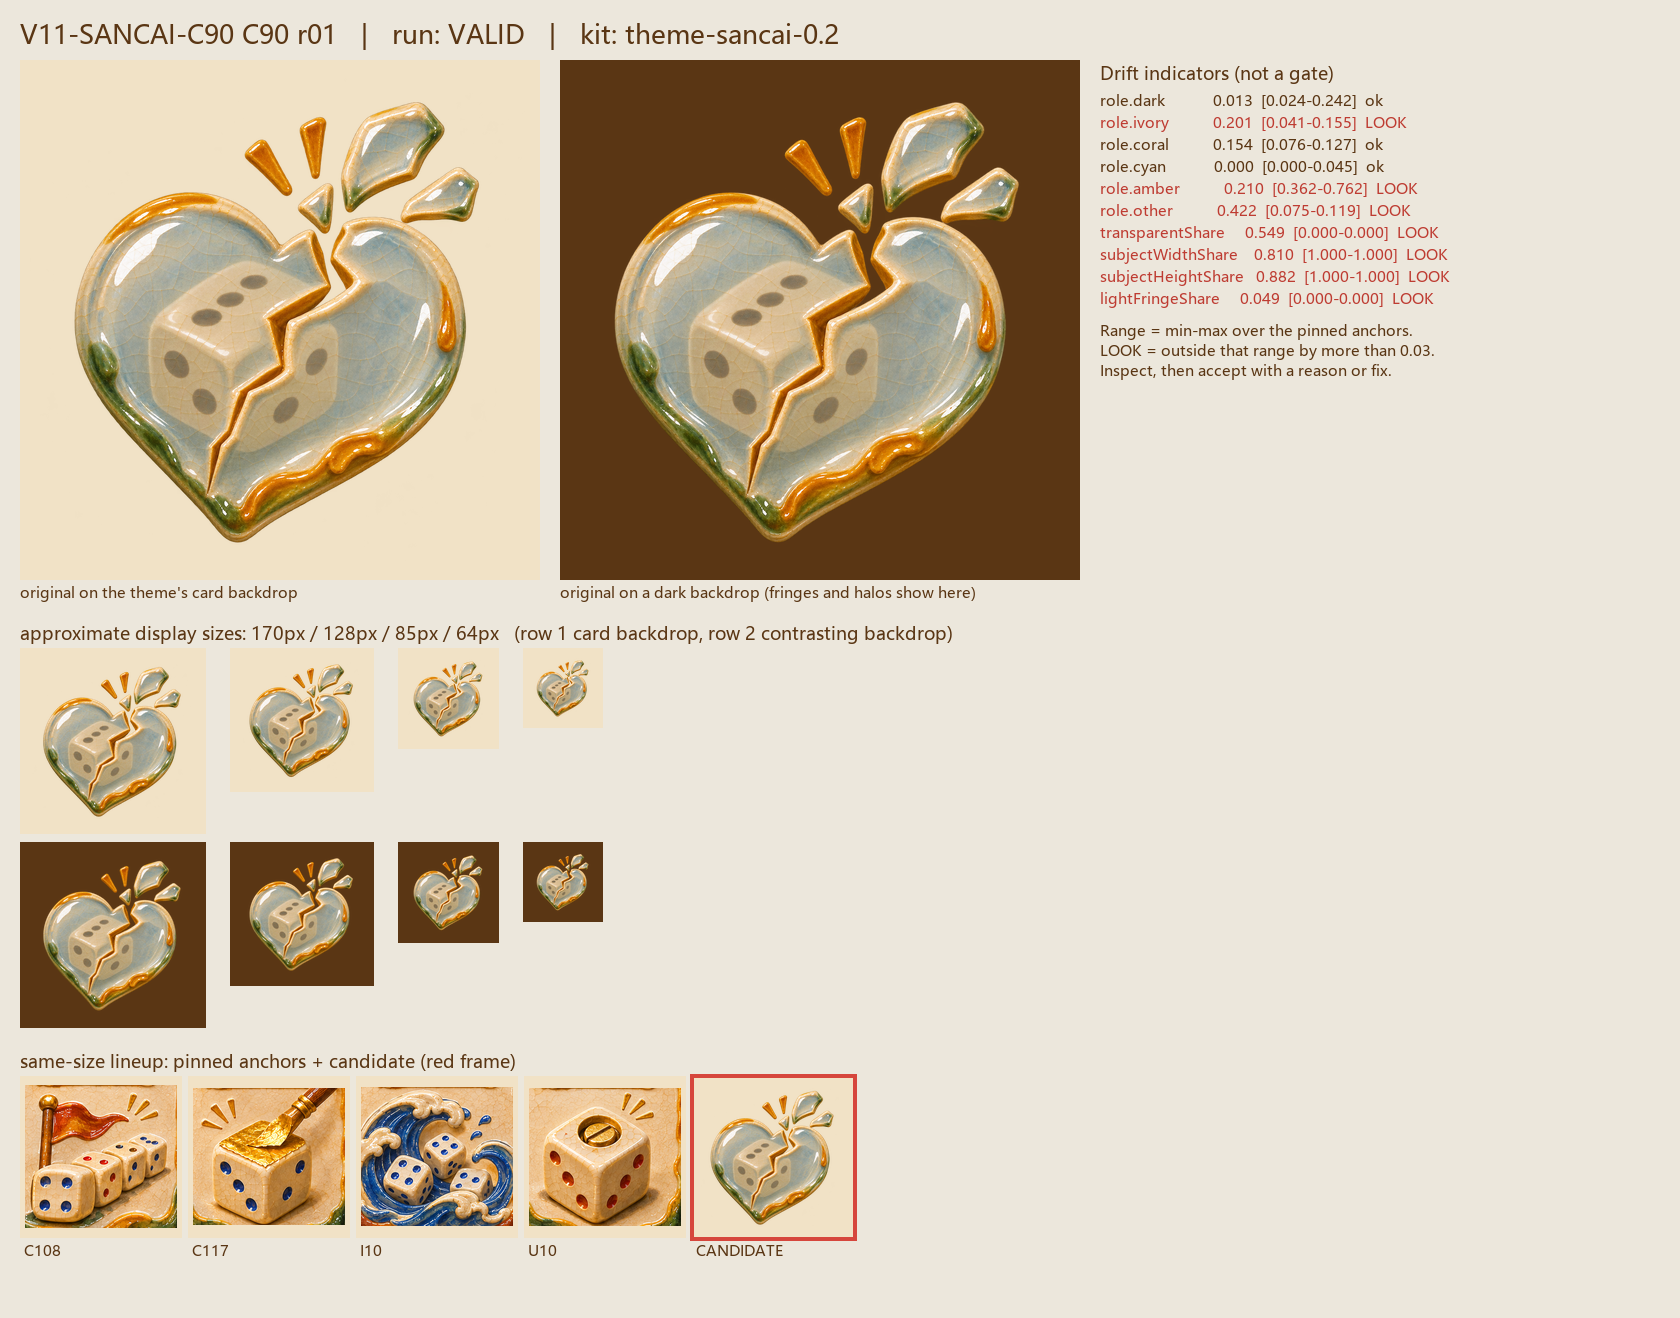 V11-SANCAI-C90 C90 r01   |   run: VALID   |   kit: theme-sancai-0.2
Drift indicators (not a gate)
role.dark 0.013 [0.024-0.242] ok
role.ivory 0.201 [0.041-0.155] LOOK
role.coral 0.154 [0.076-0.127] ok
role.cyan 0.000 [0.000-0.045] ok
role.amber 0.210 [0.362-0.762] LOOK
role.other 0.422 [0.075-0.119] LOOK
transparentShare 0.549 [0.000-0.000] LOOK
subjectWidthShare 0.810 [1.000-1.000] LOOK
subjectHeightShare 0.882 [1.000-1.000] LOOK
lightFringeShare 0.049 [0.000-0.000] LOOK
Range = min-max over the pinned anchors.
LOOK = outside that range by more than 0.03.
Inspect, then accept with a reason or fix.
original on the theme's card backdrop
original on a dark backdrop (fringes and halos show here)
approximate display sizes: 170px / 128px / 85px / 64px   (row 1 card backdrop, row 2 contrasting backdrop)
same-size lineup: pinned anchors + candidate (red frame)
C108
C117
I10
U10
CANDIDATE